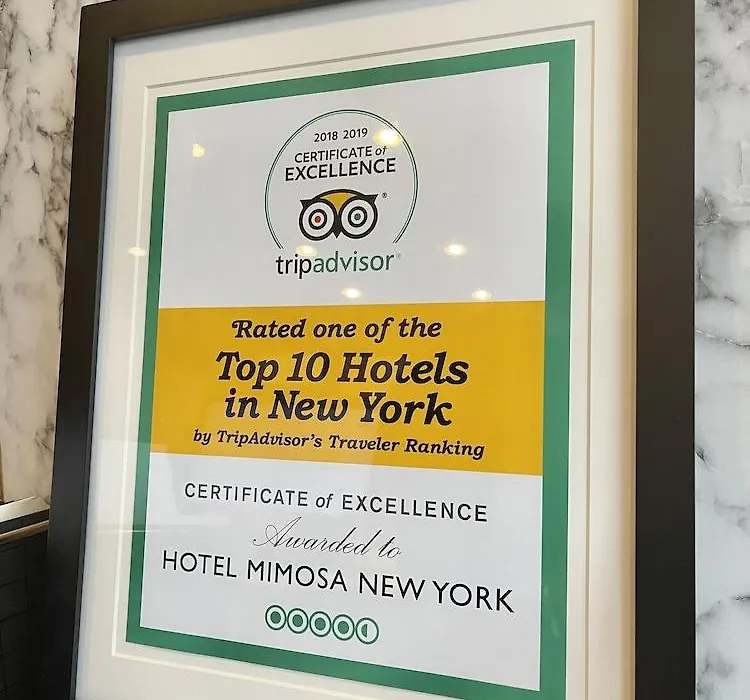 2018 2019
CERTIFICATE of
EXCELLENCE
tripadvisor®
Rated one of the
Top 10 Hotels
in New York
by TripAdvisor's Traveler Ranking
CERTIFICATE of EXCELLENCE
Awarded to
HOTEL MIMOSA NEW YORK